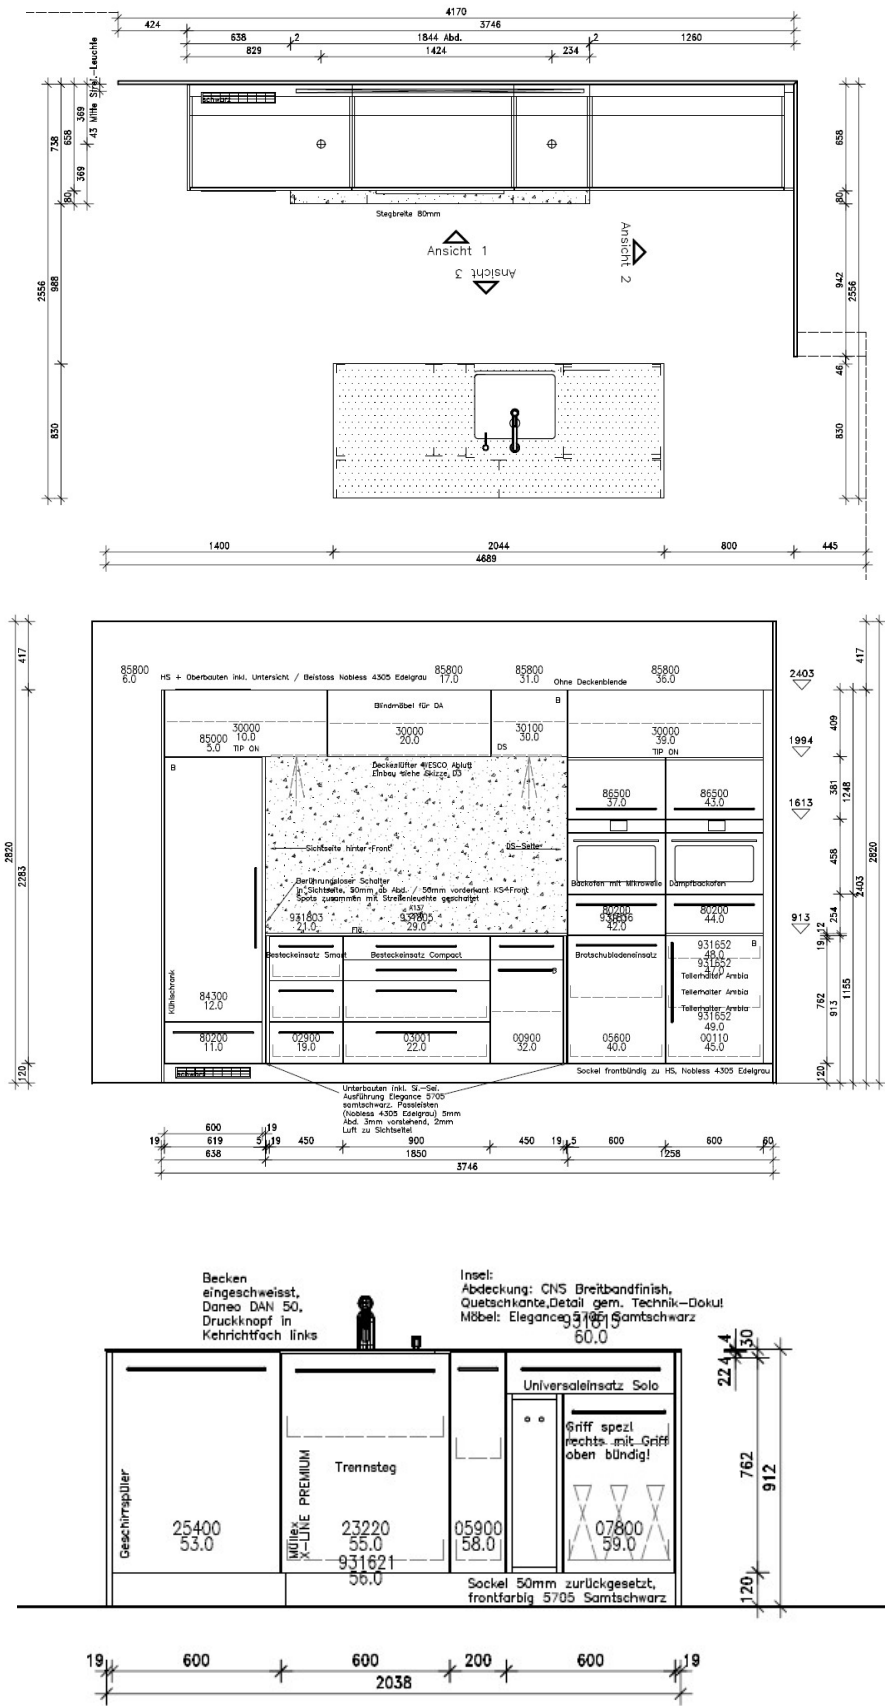 4170
424
3746
638
2
1844 Abd.
2
1260
829
1424
234
43 Mitte Strei.-Leuchte
schwarz
369
658
738
369
80
658
80
Stegbreite 80mm
Ansicht 1
Ansicht 2
Ansicht 3
2556
988
942
2556
46
830
830
1400
2044
800
445
4689
417
85800
6.0
HS + Oberbauten inkl. Untersicht / Beistoss Nobless 4305 Edelgrau
85800
17.0
85800
31.0
Ohne Deckenblende
85800
36.0
2403
417
Blindmöbel für DA
B
30000
10.0
TIP ON
85000
5.0
30000
20.0
30100
30.0
DS
30000
39.0
TIP ON
1994
409
B
Deckenlüfter WESCO Abluft
Einbau siehe Skizze D3
86500
37.0
86500
43.0
1613
381
1248
2820
2283
Sichtseite hinter Front
DS-Seite
458
2403
2820
Berührungsloser Schalter
in Sichtseite, 50mm ab Abd. / 50mm vorderkant KS-Front
Spots zusammen mit Streifenleuchte geschaltet
Backofen mit Mikrowelle
Dampfbackofen
931803
21.0
931805
29.0
80200
42.0
80200
44.0
254
913
12
19
Besteckeinsatz Smart
Besteckeinsatz Compact
Brotschubladeneinsatz
931652
48.0
B
931652
47.0
Tellerhalter Ambia
Tellerhalter Ambia
Tellerhalter Ambia
931652
49.0
762
913
1155
Kühlschrank
84300
12.0
B
80200
11.0
02900
19.0
03001
22.0
00900
32.0
05600
40.0
00110
45.0
120
120
Sockel frontbündig zu HS, Nobless 4305 Edelgrau
Unterbauten inkl. Si.-Sei.
Ausführung Elegance 5705
samtschwarz. Passleisten
(Nobless 4305 Edelgrau) 5mm
Abd. 3mm vorstehend, 2mm
Luft zu Sichtseite!
600
19
19
619
5
19
450
900
450
19
5
600
600
60
638
1850
1258
3746
Becken
eingeschweisst,
Daneo DAN 50,
Druckknopf in
Kehrichtfach links
Insel:
Abdeckung: CNS Breitbandfinish,
Quetschkante,Detail gem. Technik-Doku!
Möbel: Elegance 5705 Samtschwarz
931613
60.0
4
30
22
4
Universaleinsatz Solo
Griff spezl
rechts mit Griff
oben bündig!
Trennsteg
Geschirrspüler
Müllex
X-LINE PREMIUM
762
912
25400
53.0
23220
55.0
931621
56.0
05900
58.0
07800
59.0
Sockel 50mm zurückgesetzt,
frontfarbig 5705 Samtschwarz
120
19
600
600
200
600
19
2038